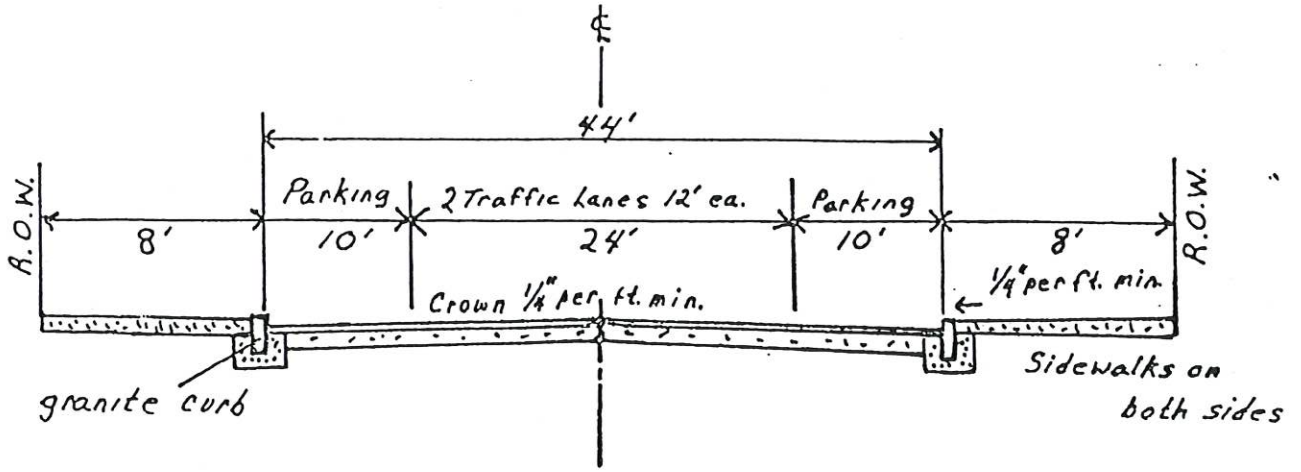 ℄
44'
R.O.W.
Parking
2 Traffic Lanes 12' ea.
Parking
R.O.W.
8'
10'
24'
10'
8'
Crown 1/4" per ft. min.
1/4" per ft. min.
granite curb
Sidewalks on
both sides